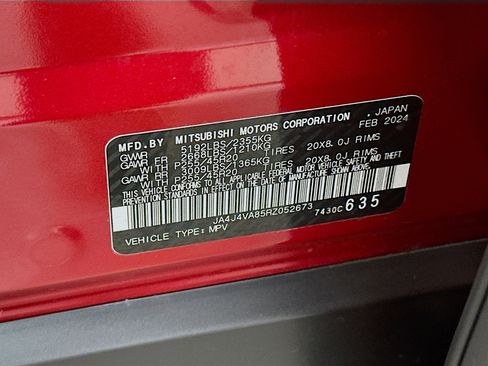 MFD.BY MITSUBISHI MOTORS CORPORATION , JAPAN
GVWR 5192LBS/2355KG FEB 2024
GAWR FR 2668LBS/1210KG
WITH P255/45R20 TIRES 20X8.0J RIMS
GAWR RR 3009LBS/1365KG
WITH P255/45R20 TIRES 20X8.0J RIMS
THIS VEHICLE CONFORMS TO ALL APPLICABLE
FEDERAL MOTOR VEHICLE SAFETY AND THEFT
PREVENTION STANDARDS IN EFFECT ON THE DATE
OF MANUFACTURE SHOWN ABOVE.
JA4J4VA85RZ052673 7430C 635
VEHICLE TYPE: MPV